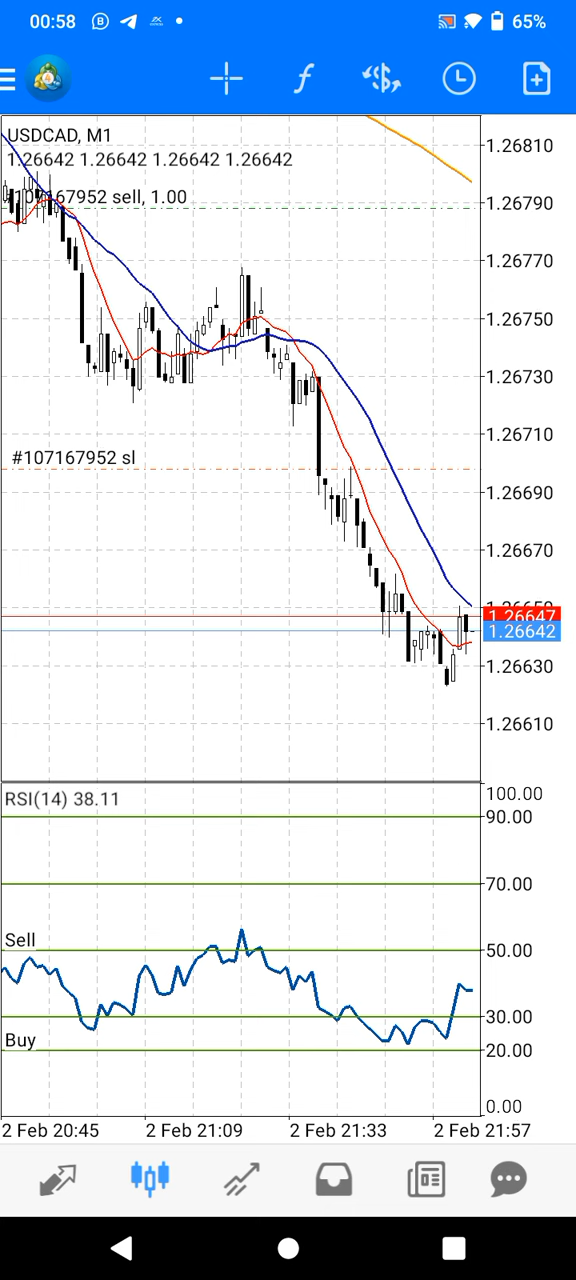 00:58 65%
USDCAD, M1
1.26642 1.26642 1.26642 1.26642
#107167952 sell, 1.00
1.26810
1.26790
1.26770
1.26750
1.26730
1.26710
#107167952 sl
1.26690
1.26670
1.26650
1.26647
1.26642
1.26630
1.26610
RSI(14) 38.11
100.00
90.00
70.00
Sell
50.00
30.00
Buy
20.00
0.00
2 Feb 20:45 2 Feb 21:09 2 Feb 21:33 2 Feb 21:57